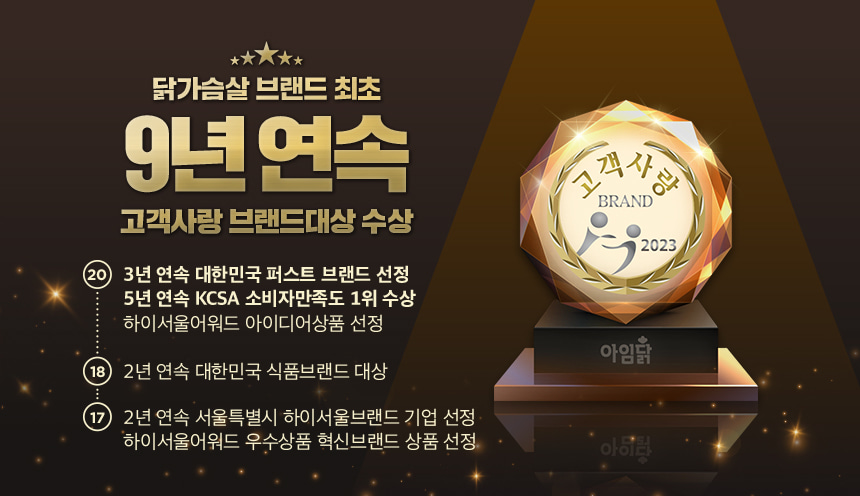 닭가슴살 브랜드 최초
9년 연속
고객사랑 브랜드대상 수상
20
3년 연속 대한민국 퍼스트 브랜드 선정
5년 연속 KCSA 소비자만족도 1위 수상
하이서울어워드 아이디어상품 선정
18
2년 연속 대한민국 식품브랜드 대상
17
2년 연속 서울특별시 하이서울브랜드 기업 선정
하이서울어워드 우수상품 혁신브랜드 상품 선정
고객사랑
BRAND
2023
아임닭